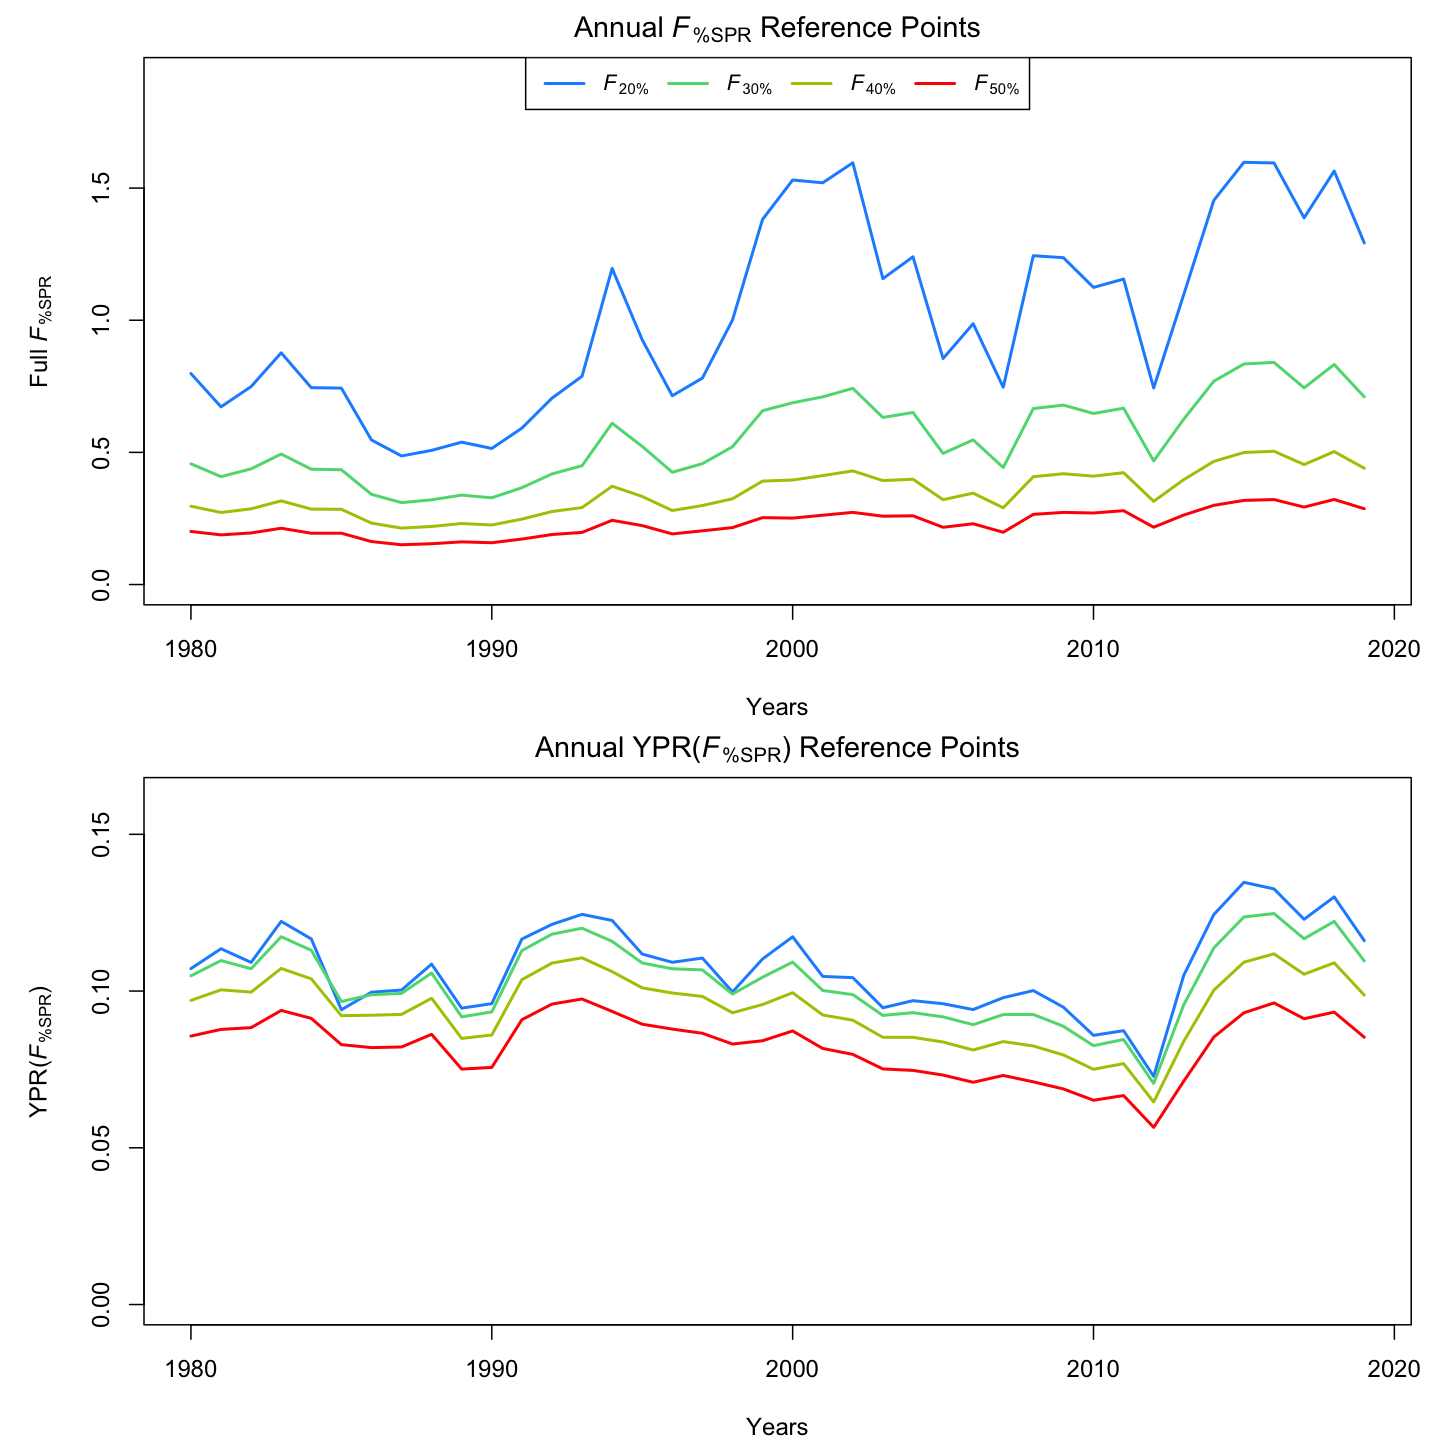 Annual F%SPR Reference Points
F20% F30% F40% F50%
Full F%SPR
1.5
1.0
0.5
0.0
1980 1990 2000 2010 2020
Years
Annual YPR(F%SPR) Reference Points
YPR(F%SPR)
0.15
0.10
0.05
0.00
1980 1990 2000 2010 2020
Years